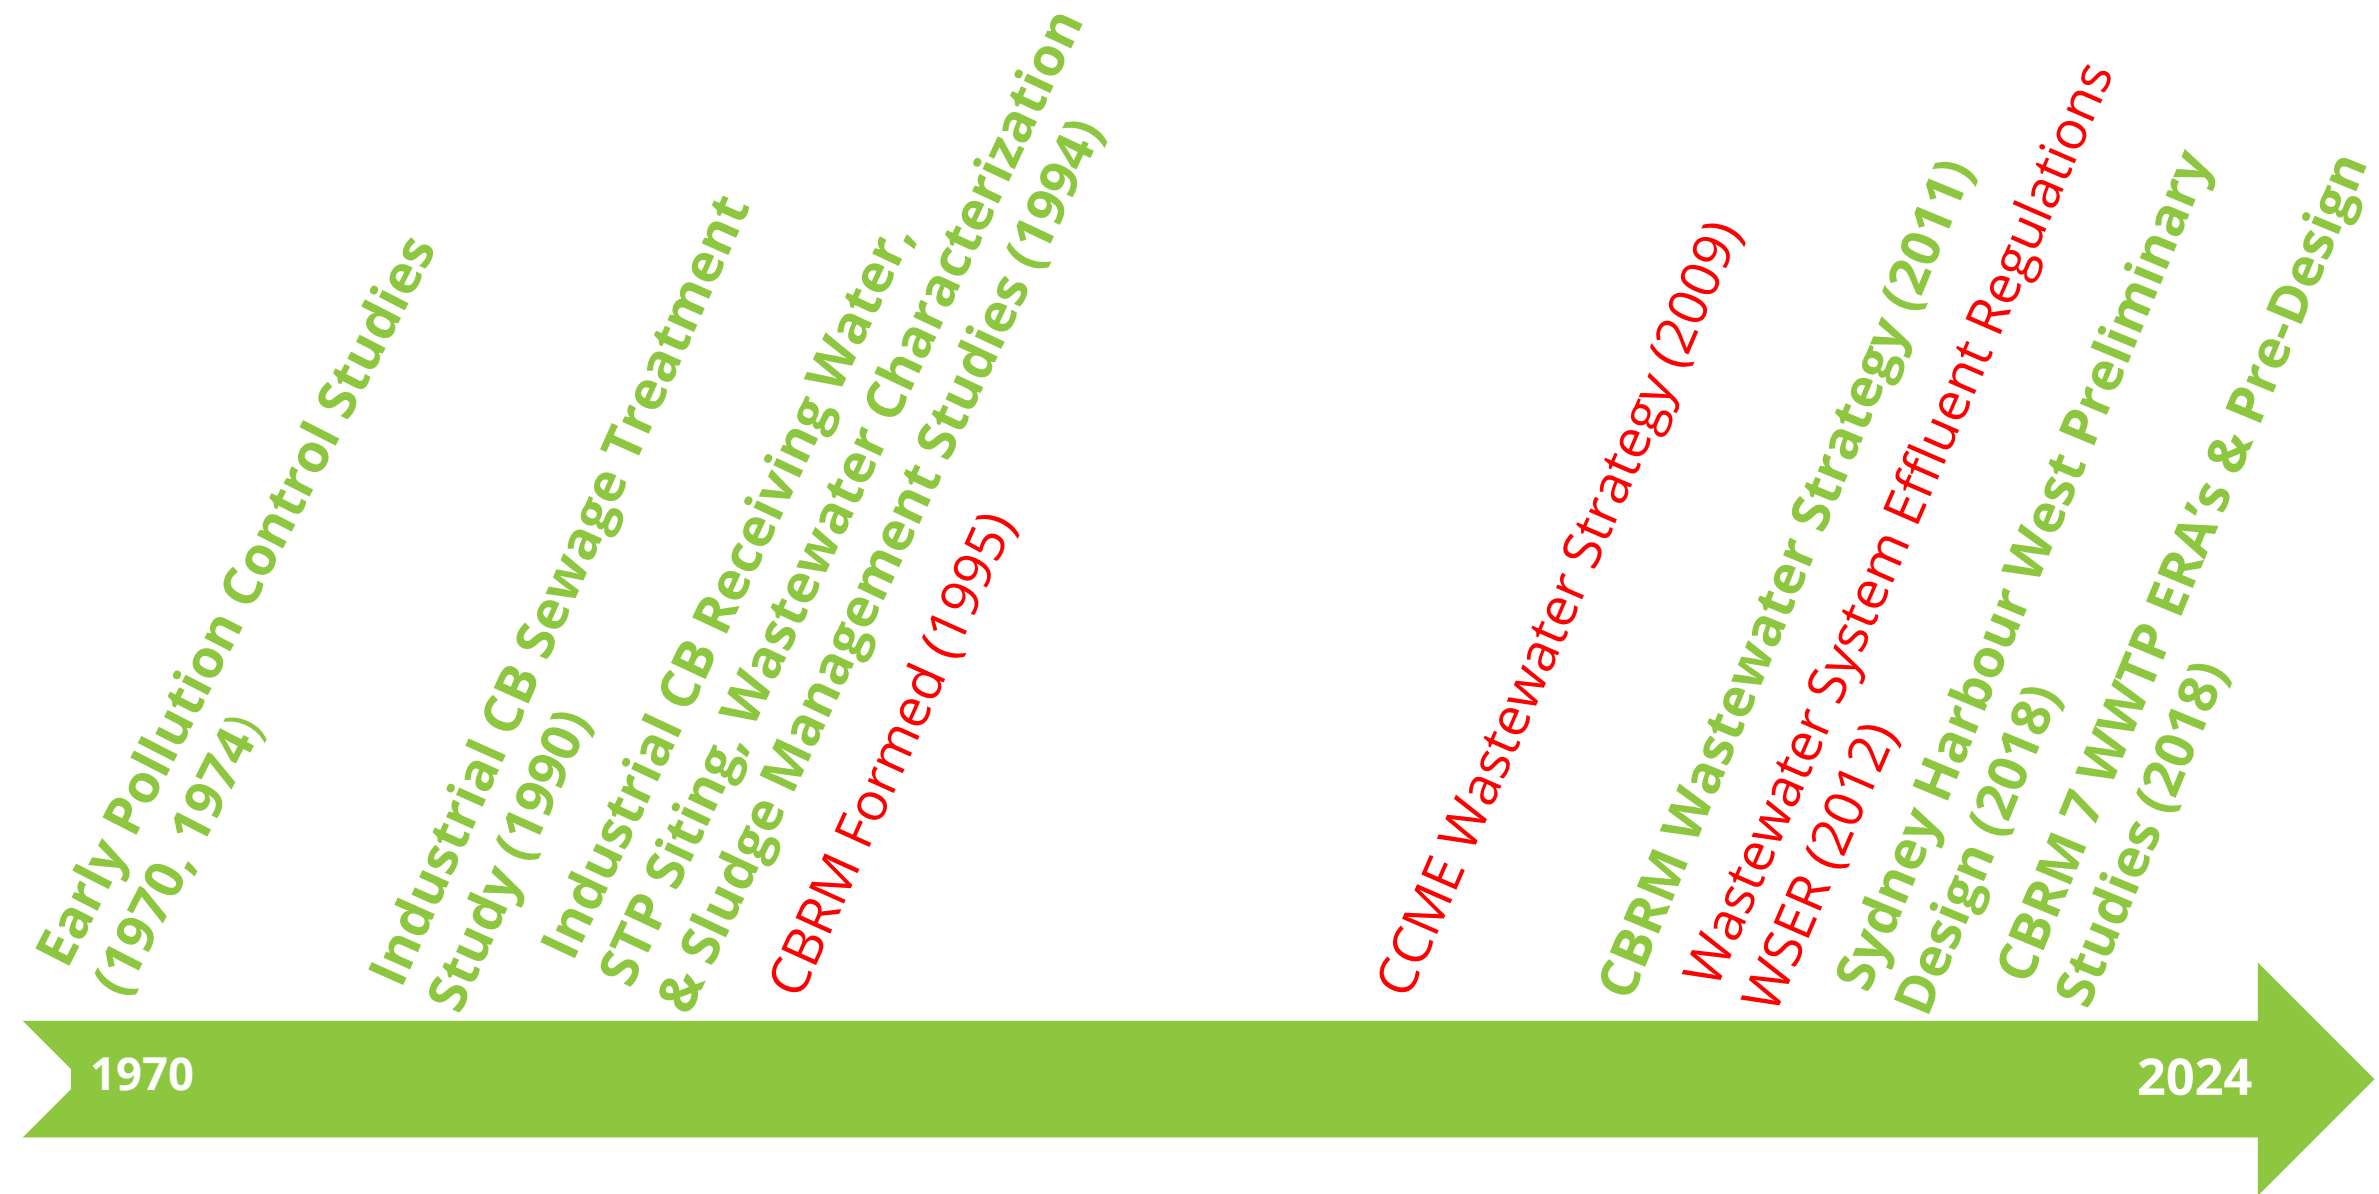 Early Pollution Control Studies
(1970, 1974)
Industrial CB Sewage Treatment
Study (1990)
Industrial CB Receiving Water,
STP Siting, Wastewater Characterization
& Sludge Management Studies (1994)
CBRM Formed (1995)
CCME Wastewater Strategy (2009)
CBRM Wastewater Strategy (2011)
Wastewater System Effluent Regulations
WSER (2012)
Sydney Harbour West Preliminary
Design (2018)
CBRM 7 WWTP ERA’s & Pre-Design
Studies (2018)
1970
2024